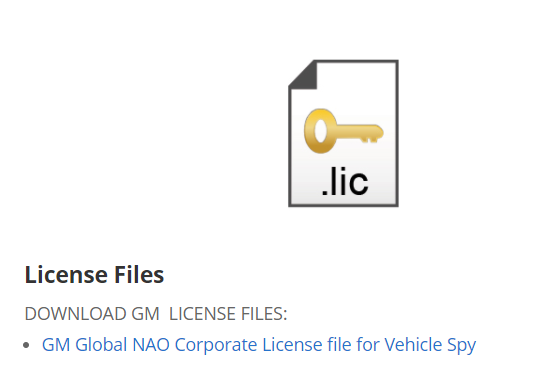 .lic
License Files
DOWNLOAD GM LICENSE FILES:
GM Global NAO Corporate License file for Vehicle Spy